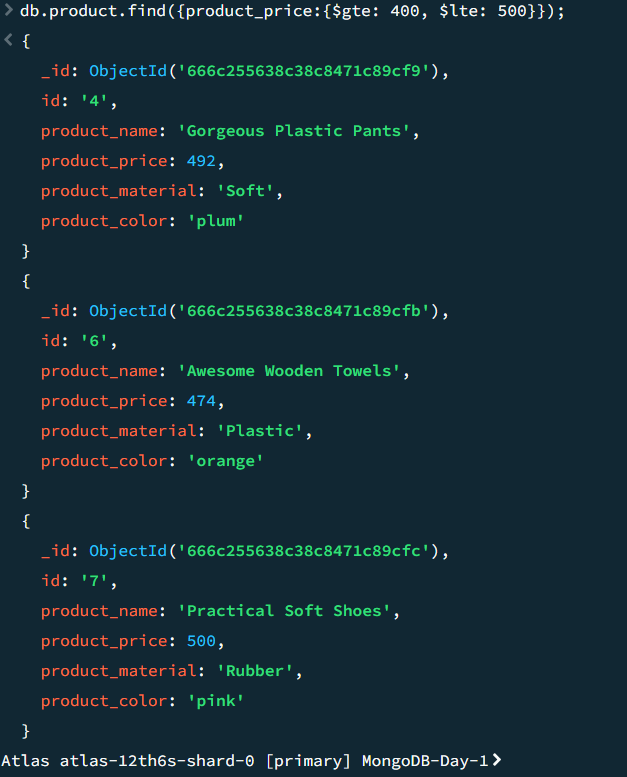 > db.product.find({product_price:{$gte: 400, $lte: 500}});
< {
_id: ObjectId('666c255638c38c8471c89cf9'),
id: '4',
product_name: 'Gorgeous Plastic Pants',
product_price: 492,
product_material: 'Soft',
product_color: 'plum'
}
{
_id: ObjectId('666c255638c38c8471c89cfb'),
id: '6',
product_name: 'Awesome Wooden Towels',
product_price: 474,
product_material: 'Plastic',
product_color: 'orange'
}
{
_id: ObjectId('666c255638c38c8471c89cfc'),
id: '7',
product_name: 'Practical Soft Shoes',
product_price: 500,
product_material: 'Rubber',
product_color: 'pink'
}
Atlas atlas-12th6s-shard-0 [primary] MongoDB-Day-1>